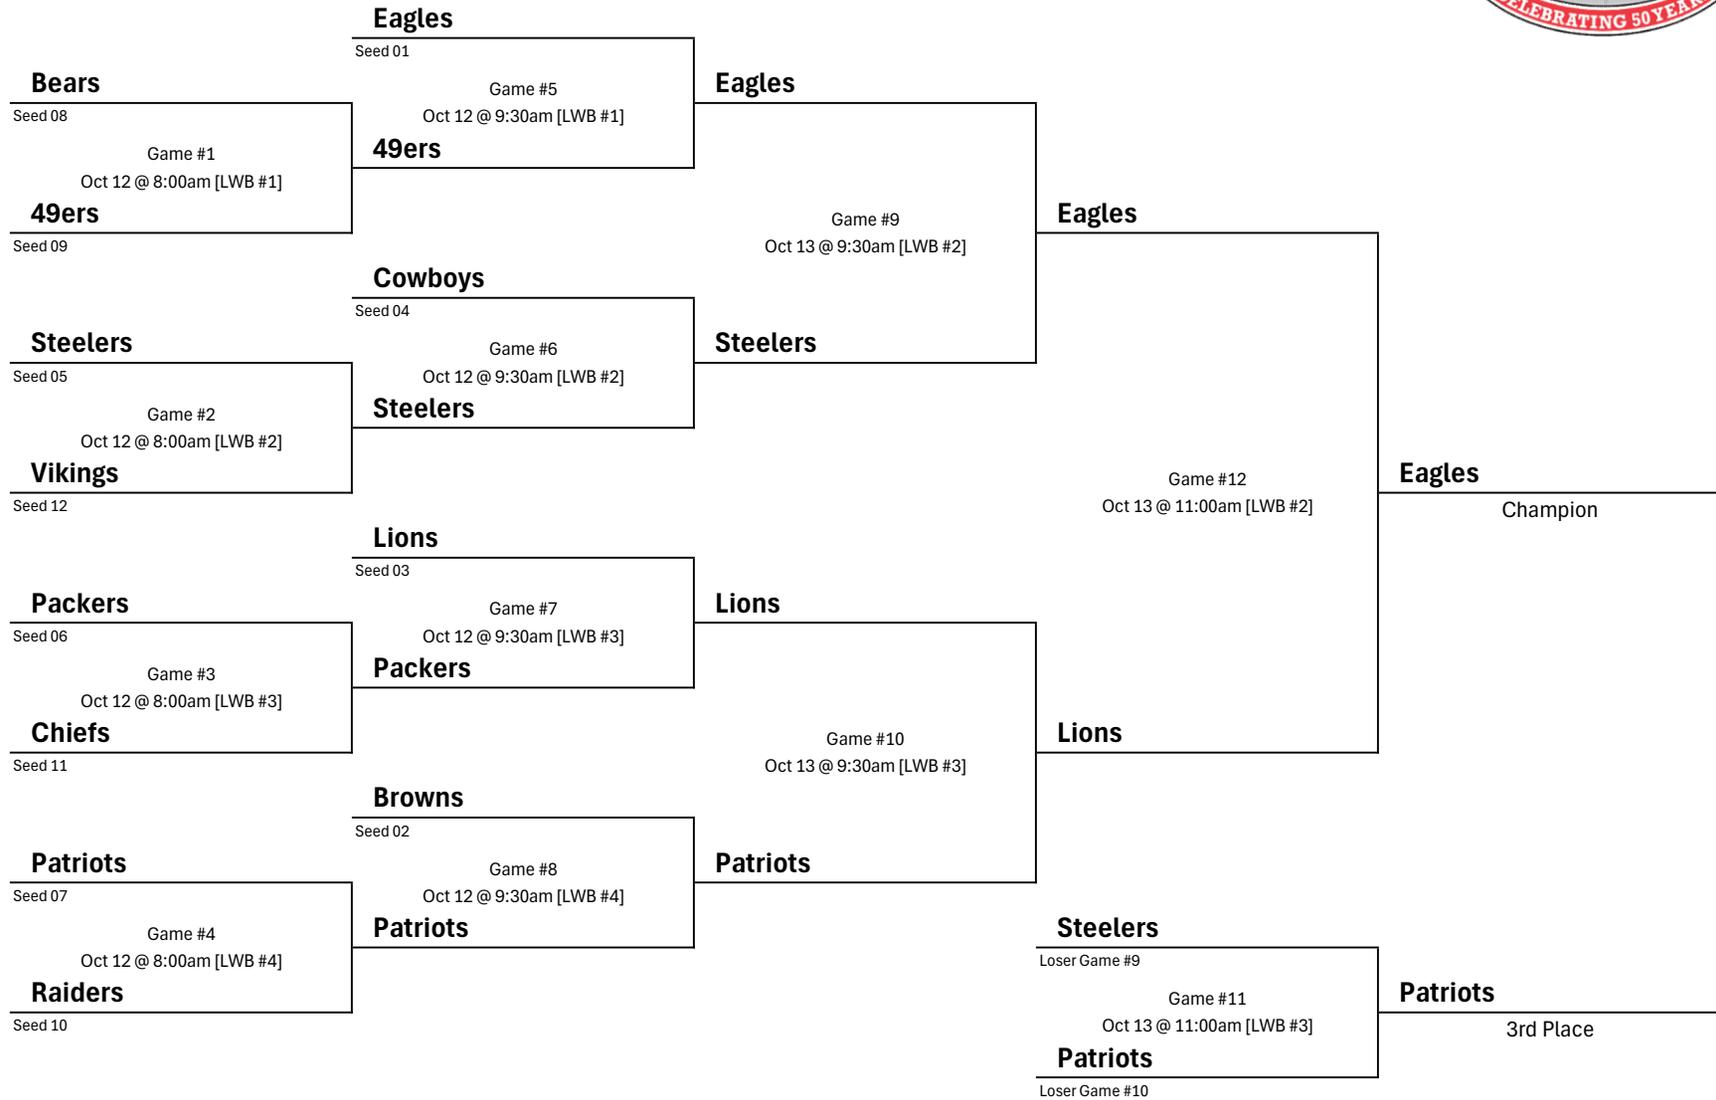 CELEBRATING 50 YEAR
Eagles
Seed 01
Bears
Seed 08
Game #5
Oct 12 @ 9:30am [LWB #1]
Eagles
Game #1
Oct 12 @ 8:00am [LWB #1]
49ers
49ers
Seed 09
Game #9
Oct 13 @ 9:30am [LWB #2]
Eagles
Cowboys
Seed 04
Steelers
Seed 05
Game #6
Oct 12 @ 9:30am [LWB #2]
Steelers
Game #2
Oct 12 @ 8:00am [LWB #2]
Steelers
Vikings
Seed 12
Game #12
Oct 13 @ 11:00am [LWB #2]
Eagles
Champion
Lions
Seed 03
Packers
Seed 06
Game #7
Oct 12 @ 9:30am [LWB #3]
Lions
Game #3
Oct 12 @ 8:00am [LWB #3]
Packers
Chiefs
Seed 11
Game #10
Oct 13 @ 9:30am [LWB #3]
Lions
Browns
Seed 02
Patriots
Seed 07
Game #8
Oct 12 @ 9:30am [LWB #4]
Patriots
Game #4
Oct 12 @ 8:00am [LWB #4]
Patriots
Raiders
Seed 10
Steelers
Loser Game #9
Game #11
Oct 13 @ 11:00am [LWB #3]
Patriots
Loser Game #10
Patriots
3rd Place